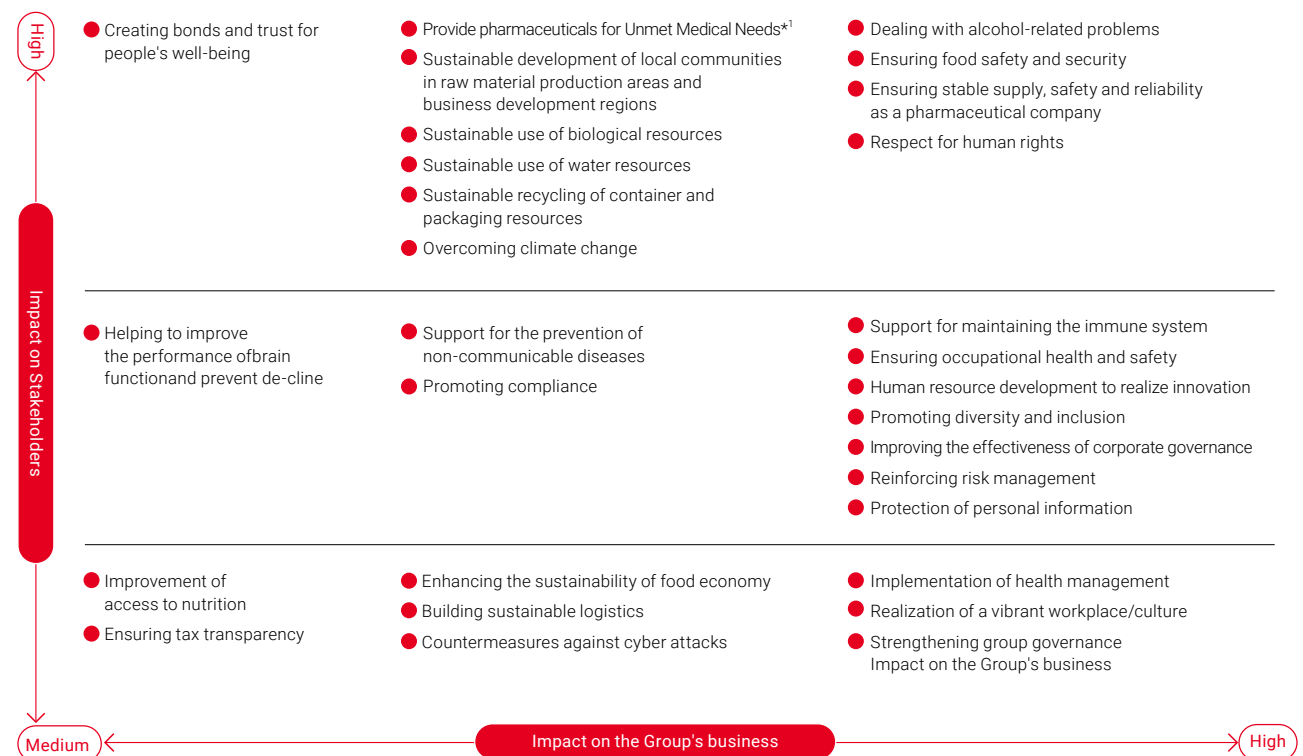 High
Creating bonds and trust for
people's well-being
Provide pharmaceuticals for Unmet Medical Needs*1
Sustainable development of local communities
in raw material production areas and
business development regions
Sustainable use of biological resources
Sustainable use of water resources
Sustainable recycling of container and
packaging resources
Overcoming climate change
Dealing with alcohol-related problems
Ensuring food safety and security
Ensuring stable supply, safety and reliability
as a pharmaceutical company
Respect for human rights
Impact on Stakeholders
Helping to improve
the performance ofbrain
functionand prevent de-cline
Support for the prevention of
non-communicable diseases
Promoting compliance
Support for maintaining the immune system
Ensuring occupational health and safety
Human resource development to realize innovation
Promoting diversity and inclusion
Improving the effectiveness of corporate governance
Reinforcing risk management
Protection of personal information
Improvement of
access to nutrition
Ensuring tax transparency
Enhancing the sustainability of food economy
Building sustainable logistics
Countermeasures against cyber attacks
Implementation of health management
Realization of a vibrant workplace/culture
Strengthening group governance
Impact on the Group's business
Medium
Impact on the Group's business
High